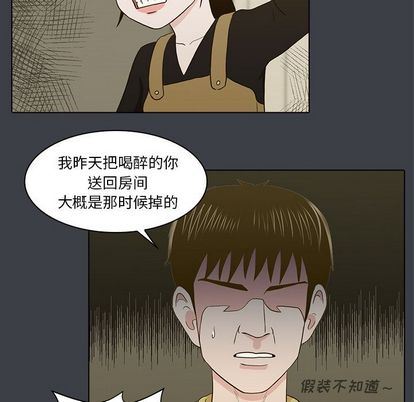 我昨天把喝醉的你
送回房间
大概是那时候掉的
假装不知道～